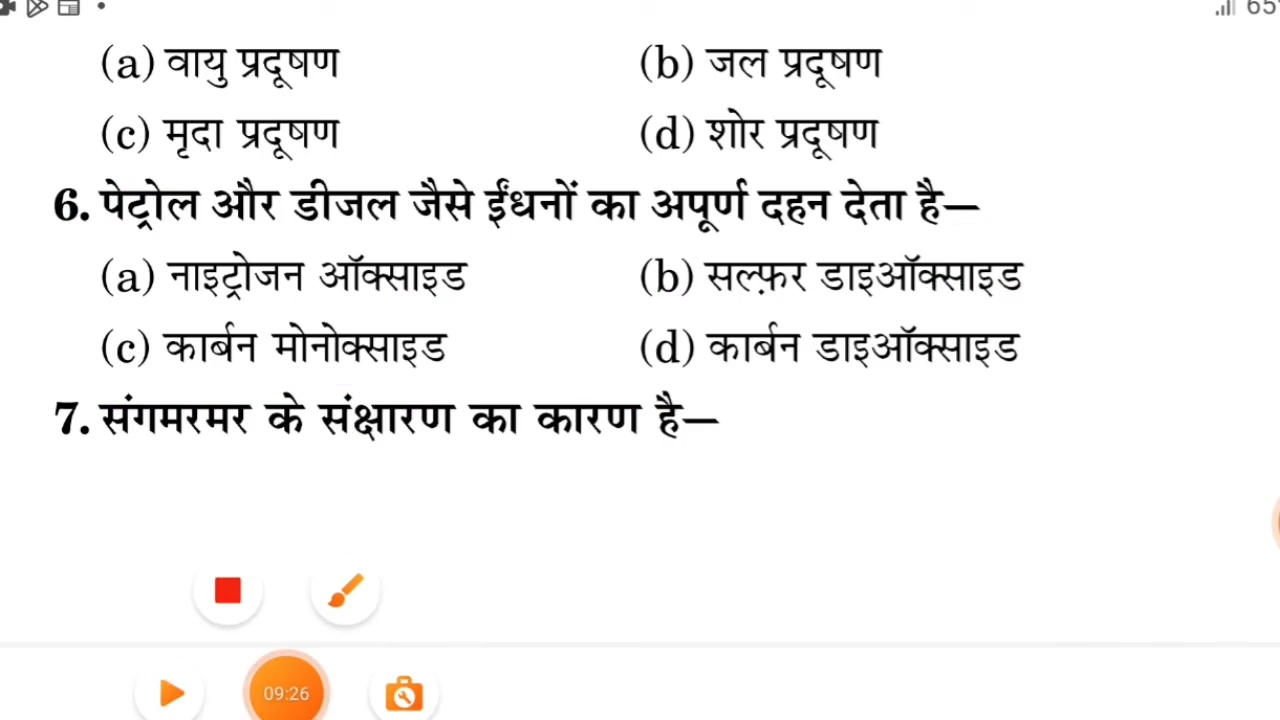 65
(a) वायु प्रदूषण (b) जल प्रदूषण
(c) मृदा प्रदूषण (d) शोर प्रदूषण
6. पेट्रोल और डीजल जैसे ईंधनों का अपूर्ण दहन देता है—
(a) नाइट्रोजन ऑक्साइड (b) सल्फ़र डाइऑक्साइड
(c) कार्बन मोनोक्साइड (d) कार्बन डाइऑक्साइड
7. संगमरमर के संक्षारण का कारण है—
09:26